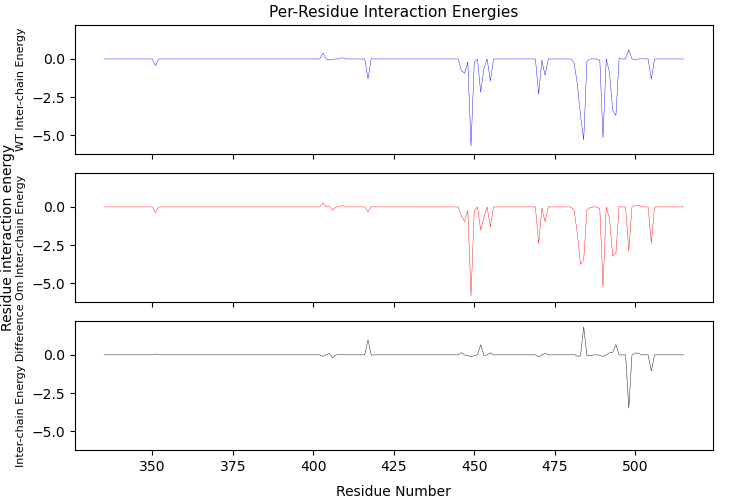 Per-Residue Interaction Energies
WT Inter-chain Energy
0.0
−2.5
−5.0
Residue interaction energy
Om Inter-chain Energy
0.0
−2.5
−5.0
Inter-chain Energy Difference
0.0
−2.5
−5.0
350 375 400 425 450 475 500
Residue Number